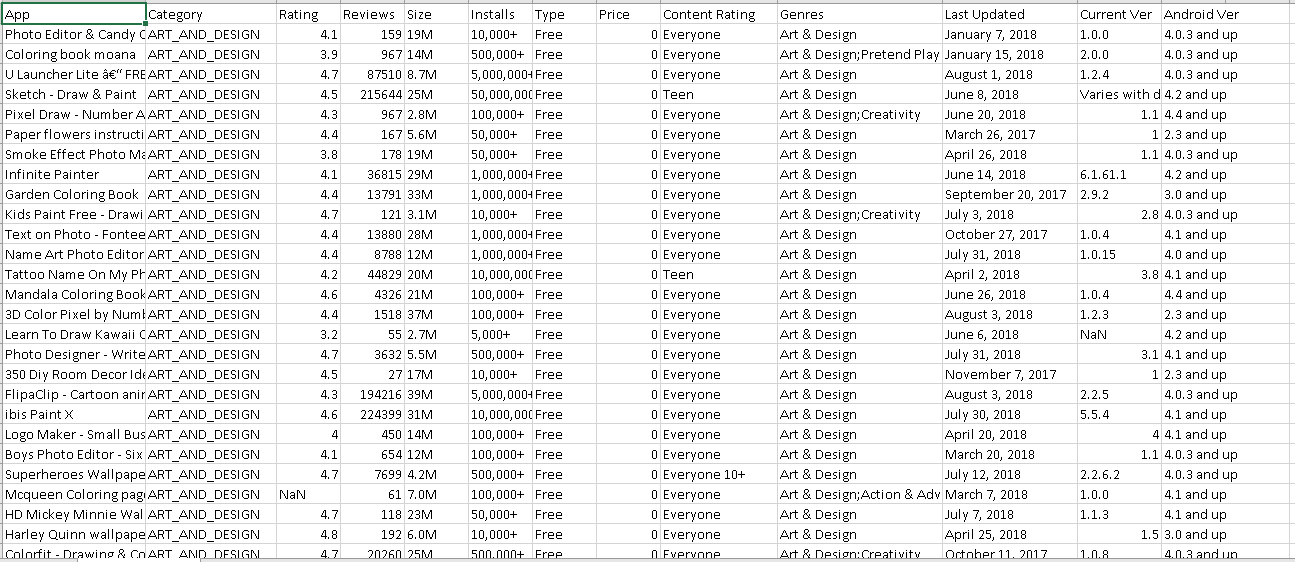 App Category Rating Reviews Size Installs Type Price Content Rating Genres Last Updated Current Ver Android Ver
Photo Editor & Candy C ART_AND_DESIGN 4.1 159 19M 10,000+ Free 0 Everyone Art & Design January 7, 2018 1.0.0 4.0.3 and up
Coloring book moana ART_AND_DESIGN 3.9 967 14M 500,000+ Free 0 Everyone Art & Design;Pretend Play January 15, 2018 2.0.0 4.0.3 and up
U Launcher Lite â€“ FRE ART_AND_DESIGN 4.7 87510 8.7M 5,000,000+ Free 0 Everyone Art & Design August 1, 2018 1.2.4 4.0.3 and up
Sketch - Draw & Paint ART_AND_DESIGN 4.5 215644 25M 50,000,000 Free 0 Teen Art & Design June 8, 2018 Varies with d 4.2 and up
Pixel Draw - Number A ART_AND_DESIGN 4.3 967 2.8M 100,000+ Free 0 Everyone Art & Design;Creativity June 20, 2018 1.1 4.4 and up
Paper flowers instructi ART_AND_DESIGN 4.4 167 5.6M 50,000+ Free 0 Everyone Art & Design March 26, 2017 1 2.3 and up
Smoke Effect Photo Ma ART_AND_DESIGN 3.8 178 19M 50,000+ Free 0 Everyone Art & Design April 26, 2018 1.1 4.0.3 and up
Infinite Painter ART_AND_DESIGN 4.1 36815 29M 1,000,000+ Free 0 Everyone Art & Design June 14, 2018 6.1.61.1 4.2 and up
Garden Coloring Book ART_AND_DESIGN 4.4 13791 33M 1,000,000+ Free 0 Everyone Art & Design September 20, 2017 2.9.2 3.0 and up
Kids Paint Free - Drawi ART_AND_DESIGN 4.7 121 3.1M 10,000+ Free 0 Everyone Art & Design;Creativity July 3, 2018 2.8 4.0.3 and up
Text on Photo - Fontee ART_AND_DESIGN 4.4 13880 28M 1,000,000+ Free 0 Everyone Art & Design October 27, 2017 1.0.4 4.1 and up
Name Art Photo Editor ART_AND_DESIGN 4.4 8788 12M 1,000,000+ Free 0 Everyone Art & Design July 31, 2018 1.0.15 4.0 and up
Tattoo Name On My Ph ART_AND_DESIGN 4.2 44829 20M 10,000,000 Free 0 Teen Art & Design April 2, 2018 3.8 4.1 and up
Mandala Coloring Book ART_AND_DESIGN 4.6 4326 21M 100,000+ Free 0 Everyone Art & Design June 26, 2018 1.0.4 4.4 and up
3D Color Pixel by Numb ART_AND_DESIGN 4.4 1518 37M 100,000+ Free 0 Everyone Art & Design August 3, 2018 1.2.3 2.3 and up
Learn To Draw Kawaii C ART_AND_DESIGN 3.2 55 2.7M 5,000+ Free 0 Everyone Art & Design June 6, 2018 NaN 4.2 and up
Photo Designer - Write ART_AND_DESIGN 4.7 3632 5.5M 500,000+ Free 0 Everyone Art & Design July 31, 2018 3.1 4.1 and up
350 Diy Room Decor Ide ART_AND_DESIGN 4.5 27 17M 10,000+ Free 0 Everyone Art & Design November 7, 2017 1 2.3 and up
FlipaClip - Cartoon anir ART_AND_DESIGN 4.3 194216 39M 5,000,000+ Free 0 Everyone Art & Design August 3, 2018 2.2.5 4.0.3 and up
ibis Paint X ART_AND_DESIGN 4.6 224399 31M 10,000,000 Free 0 Everyone Art & Design July 30, 2018 5.5.4 4.1 and up
Logo Maker - Small Bus ART_AND_DESIGN 4 450 14M 100,000+ Free 0 Everyone Art & Design April 20, 2018 4 4.1 and up
Boys Photo Editor - Six ART_AND_DESIGN 4.1 654 12M 100,000+ Free 0 Everyone Art & Design March 20, 2018 1.1 4.0.3 and up
Superheroes Wallpape ART_AND_DESIGN 4.7 7699 4.2M 500,000+ Free 0 Everyone 10+ Art & Design July 12, 2018 2.2.6.2 4.0.3 and up
Mcqueen Coloring pag ART_AND_DESIGN NaN 61 7.0M 100,000+ Free 0 Everyone Art & Design;Action & Adv March 7, 2018 1.0.0 4.1 and up
HD Mickey Minnie Wal ART_AND_DESIGN 4.7 118 23M 50,000+ Free 0 Everyone Art & Design July 7, 2018 1.1.3 4.1 and up
Harley Quinn wallpape ART_AND_DESIGN 4.8 192 6.0M 10,000+ Free 0 Everyone Art & Design April 25, 2018 1.5 3.0 and up
Colorfit - Drawing & Co ART_AND_DESIGN 4.7 20260 25M 500,000+ Free 0 Everyone Art & Design;Creativity October 11, 2017 1.0.8 4.0.3 and up